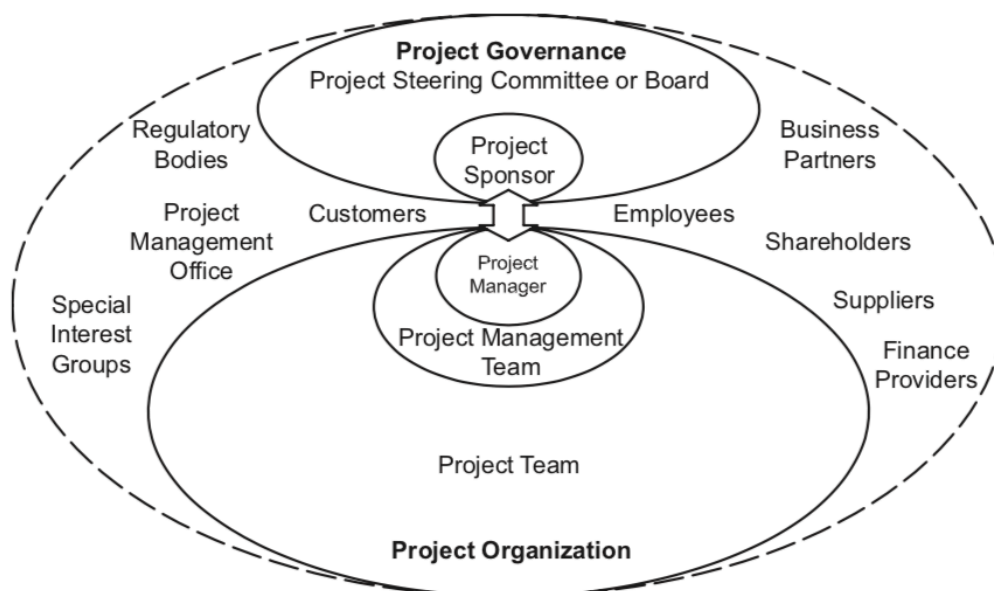 Project Governance
Project Steering Committee or Board
Regulatory
Bodies
Business
Partners
Project
Sponsor
Customers
Employees
Project
Management
Office
Shareholders
Project
Manager
Special
Interest
Groups
Suppliers
Project Management
Team
Finance
Providers
Project Team
Project Organization